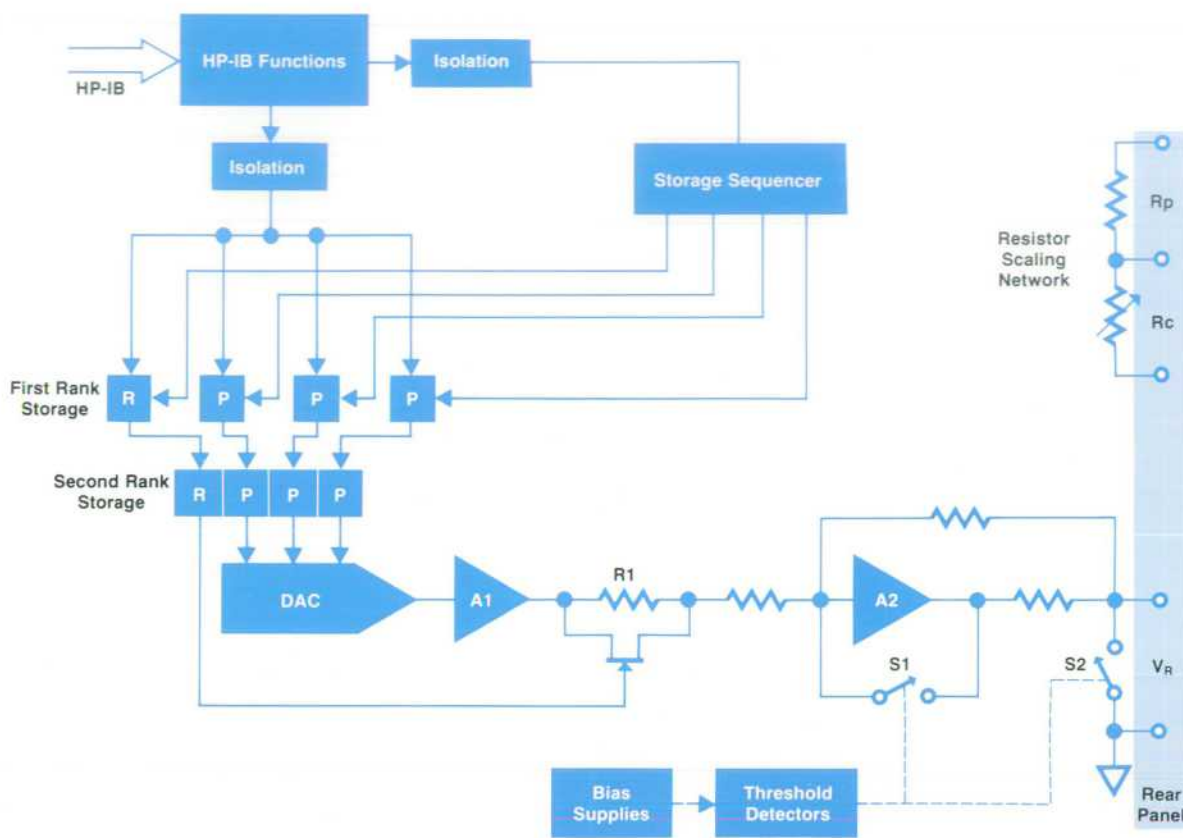 HP-IB
HP-IB Functions
Isolation
Isolation
Storage Sequencer
Resistor
Scaling
Network
Rp
Rc
First Rank
Storage
R
P
P
P
Second Rank
Storage
R
P
P
P
DAC
A1
R1
A2
S1
S2
VR
Bias
Supplies
Threshold
Detectors
Rear
Panel